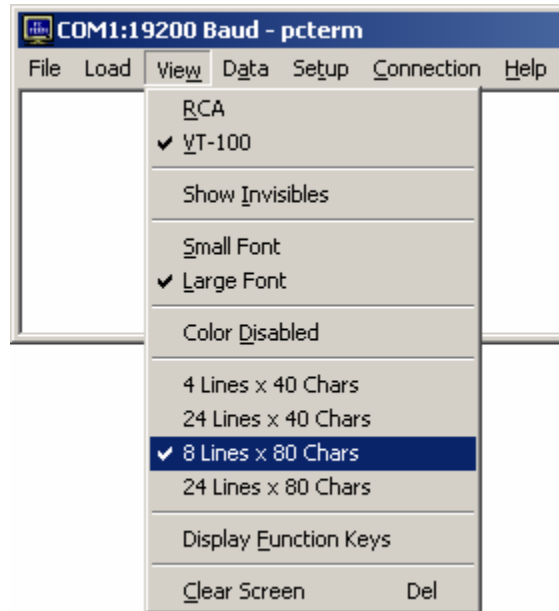 COM1:19200 Baud - pcterm
File Load View Data Setup Connection Help
RCA
VT-100
Show Invisibles
Small Font
Large Font
Color Disabled
4 Lines x 40 Chars
24 Lines x 40 Chars
8 Lines x 80 Chars
24 Lines x 80 Chars
Display Function Keys
Clear Screen Del